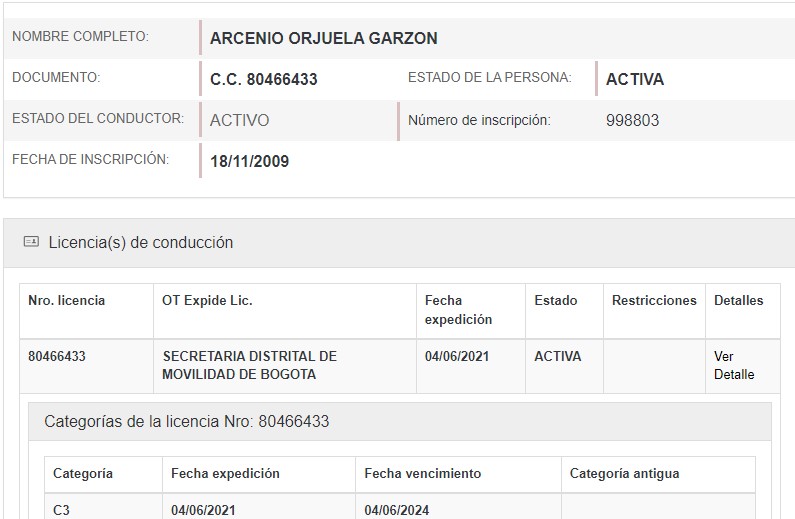 NOMBRE COMPLETO: ARCENIO ORJUELA GARZON
DOCUMENTO: C.C. 80466433 ESTADO DE LA PERSONA: ACTIVA
ESTADO DEL CONDUCTOR: ACTIVO Número de inscripción: 998803
FECHA DE INSCRIPCIÓN: 18/11/2009
Licencia(s) de conducción
Nro. licencia OT Expide Lic. Fecha expedición Estado Restricciones Detalles
80466433 SECRETARIA DISTRITAL DE MOVILIDAD DE BOGOTA 04/06/2021 ACTIVA Ver Detalle
Categorías de la licencia Nro: 80466433
Categoría Fecha expedición Fecha vencimiento Categoría antigua
C3 04/06/2021 04/06/2024